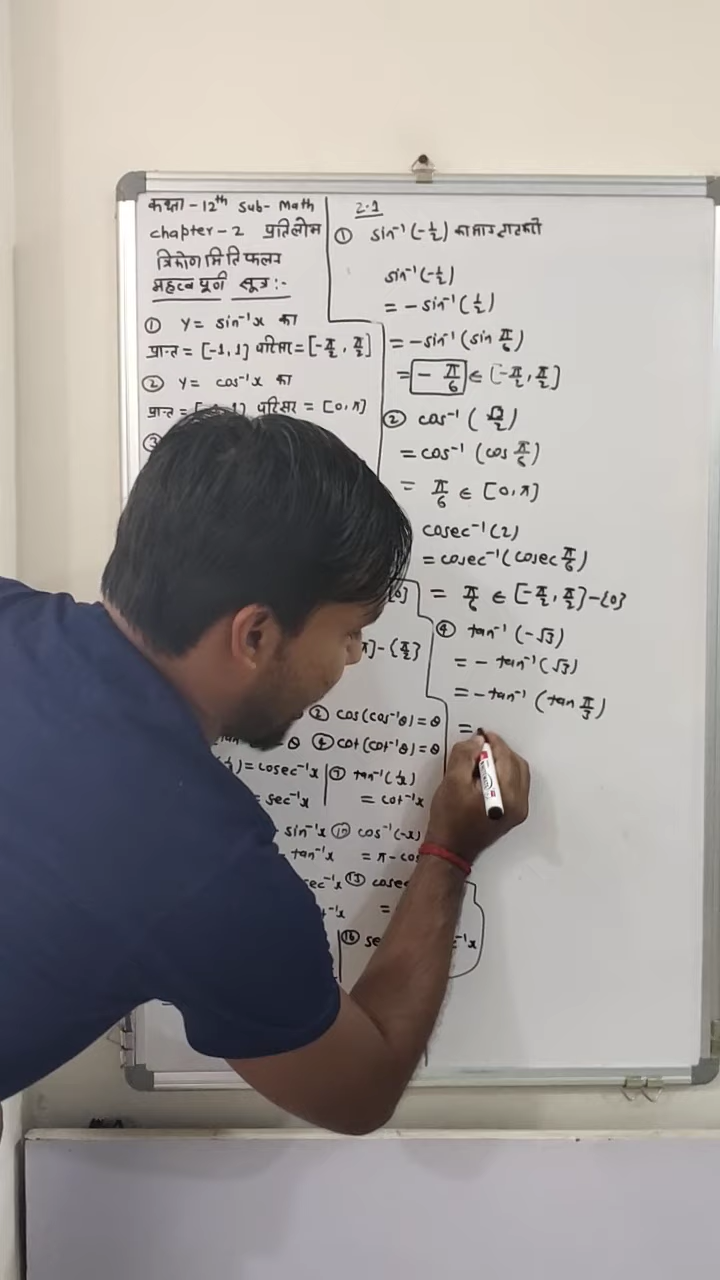 कक्षा - 12th Sub- Math
chapter - 2 प्रतिलोम
त्रिकोणमितिफलन
महत्वपूर्ण सूत्र :-
① y = sin⁻¹x का
प्रान्त = [-1,1] परिसर = [-π/2, π/2]
② y = cos⁻¹x का
प्रान्त = 1] परिसर = [0,π]
③
{0}
π] - {π/2}
② cos(cos⁻¹θ) = θ
= θ ④ cot(cot⁻¹θ) = θ
) = cosec⁻¹x ⑦ tan⁻¹(1/x)
= sec⁻¹x = cot⁻¹x
sin⁻¹x cos⁻¹(-x)
tan⁻¹x = π - cos
ec⁻¹x cosec
t⁻¹x =
⑯ se c⁻¹x
2.1
① sin⁻¹(-1/2) का मान ज्ञात करो
sin⁻¹(-1/2)
= - sin⁻¹(1/2)
= - sin⁻¹(sin π/6)
= - π/6 ∈ [-π/2, π/2]
② cos⁻¹(√3/2)
= cos⁻¹(cos π/6)
= π/6 ∈ [0,π]
cosec⁻¹(2)
= cosec⁻¹(cosec π/6)
= π/6 ∈ [-π/2, π/2] - {0}
④ tan⁻¹(-√3)
= - tan⁻¹(√3)
= - tan⁻¹(tan π/3)
=